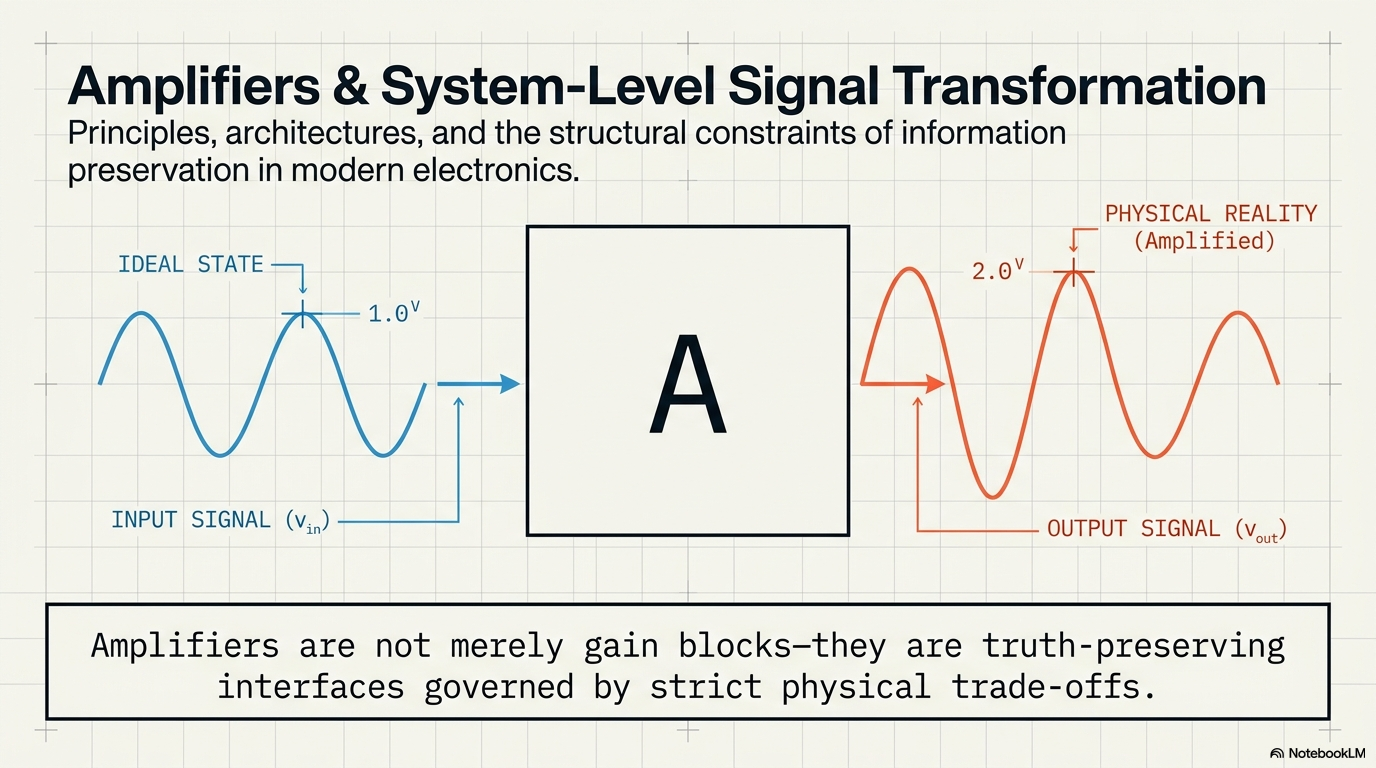 Amplifiers & System-Level Signal Transformation
Principles, architectures, and the structural constraints of information
preservation in modern electronics.
PHYSICAL REALITY
(Amplified)
IDEAL STATE
2.0V
1.0V
A
INPUT SIGNAL (vin)
OUTPUT SIGNAL (vout)
Amplifiers are not merely gain blocks—they are truth-preserving
interfaces governed by strict physical trade-offs.
NotebookLM